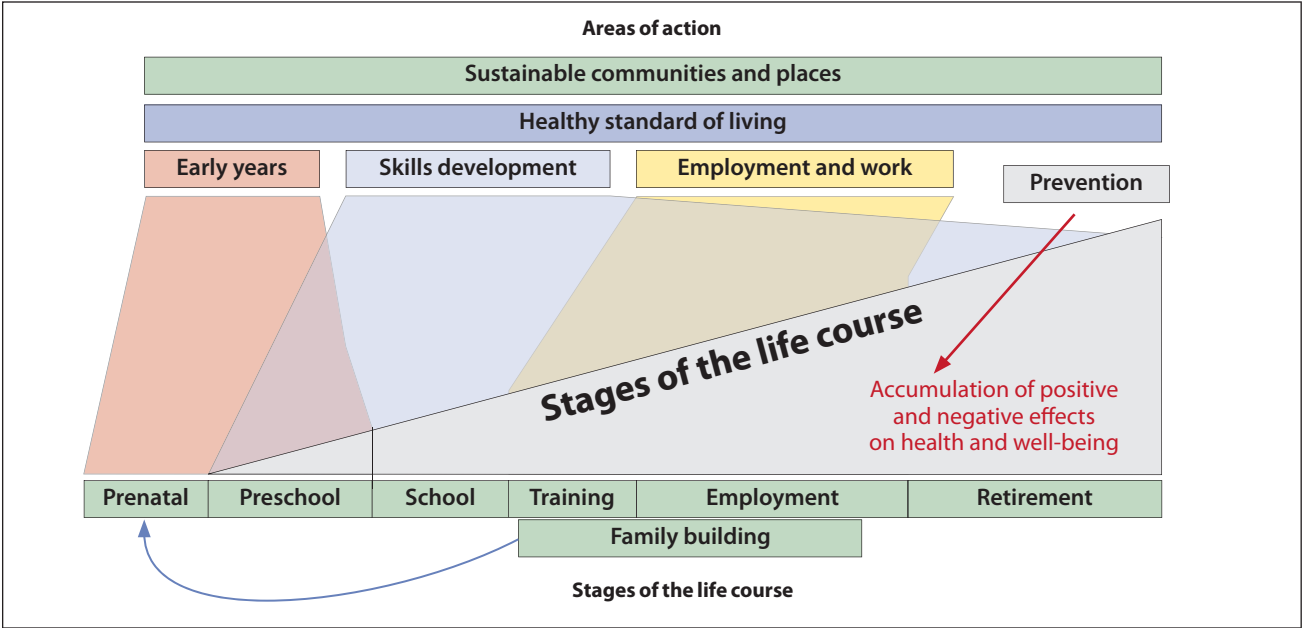 Areas of action
Sustainable communities and places
Healthy standard of living
Early years
Skills development
Employment and work
Prevention
Stages of the life course
Accumulation of positive
and negative effects
on health and well-being
Prenatal
Preschool
School
Training
Employment
Retirement
Family building
Stages of the life course